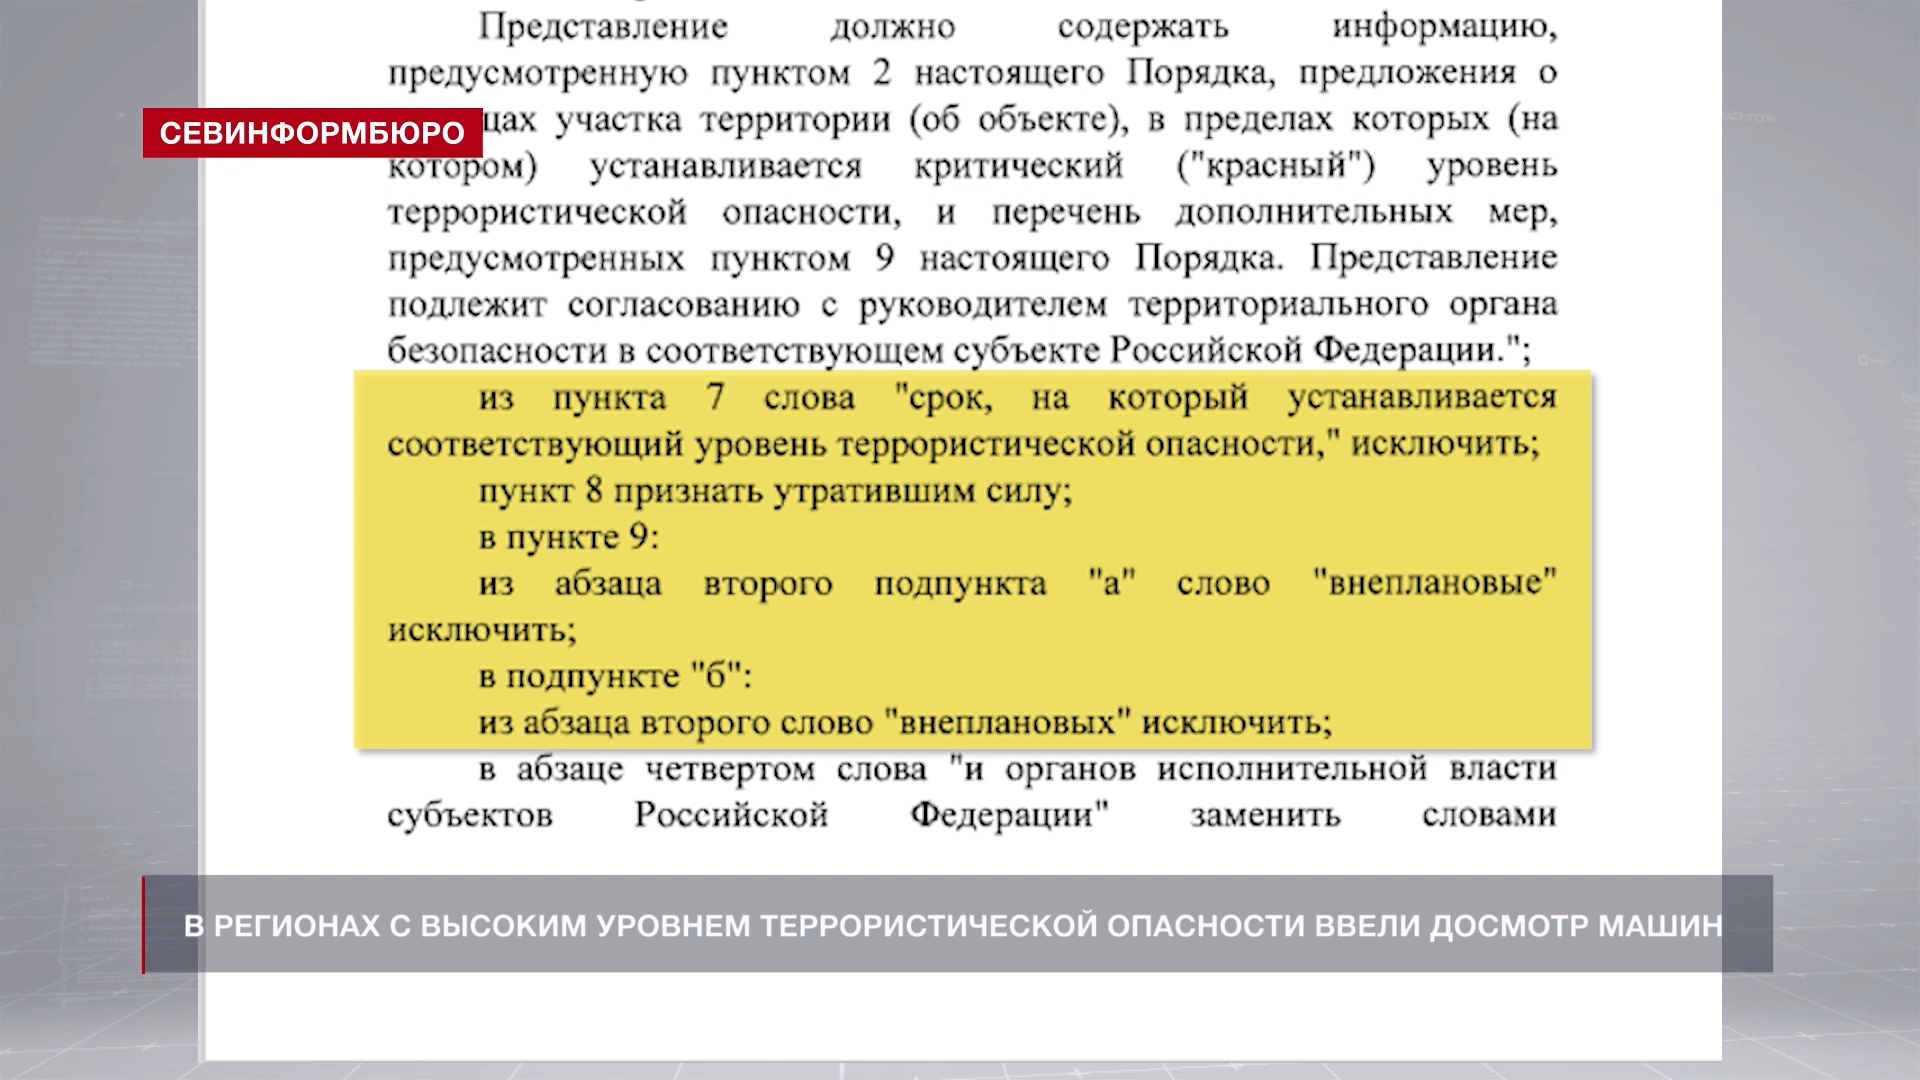 Представление должно содержать информацию,
предусмотренную пунктом 2 настоящего Порядка, предложения о
СЕВИНФОРМБЮРО
участка территории (об объекте), в пределах которых (на
котором) устанавливается критический ("красный") уровень
террористической опасности, и перечень дополнительных мер,
предусмотренных пунктом 9 настоящего Порядка. Представление
подлежит согласованию с руководителем территориального органа
безопасности в соответствующем субъекте Российской Федерации.";
из пункта 7 слова "срок, на который устанавливается
соответствующий уровень террористической опасности," исключить;
пункт 8 признать утратившим силу;
в пункте 9:
из абзаца второго подпункта "а" слово "внеплановые"
исключить;
в подпункте "б":
из абзаца второго слово "внеплановых" исключить;
в абзаце четвертом слова "и органов исполнительной власти
субъектов Российской Федерации" заменить словами
В РЕГИОНАХ С ВЫСОКИМ УРОВНЕМ ТЕРРОРИСТИЧЕСКОЙ ОПАСНОСТИ ВВЕЛИ ДОСМОТР МАШИН